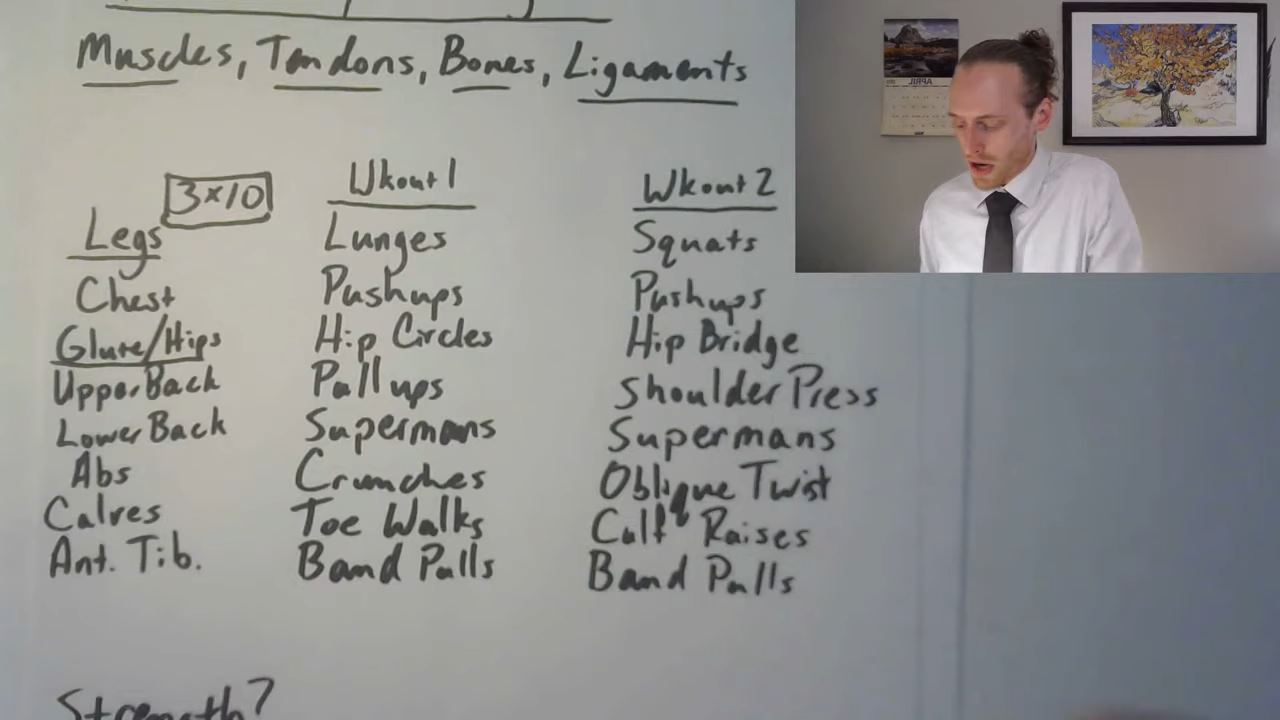 Muscles, Tendons, Bones, Ligaments
3x10 Wkout 1 Wkout 2
Legs Lunges Squats
Chest Pushups Pushups
Glute/Hips Hip Circles Hip Bridge
Upper Back Pullups Shoulder Press
Lower Back Supermans Supermans
Abs Crunches Oblique Twist
Calves Toe Walks Calf Raises
Ant. Tib. Band Pulls Band Pulls
Strength?